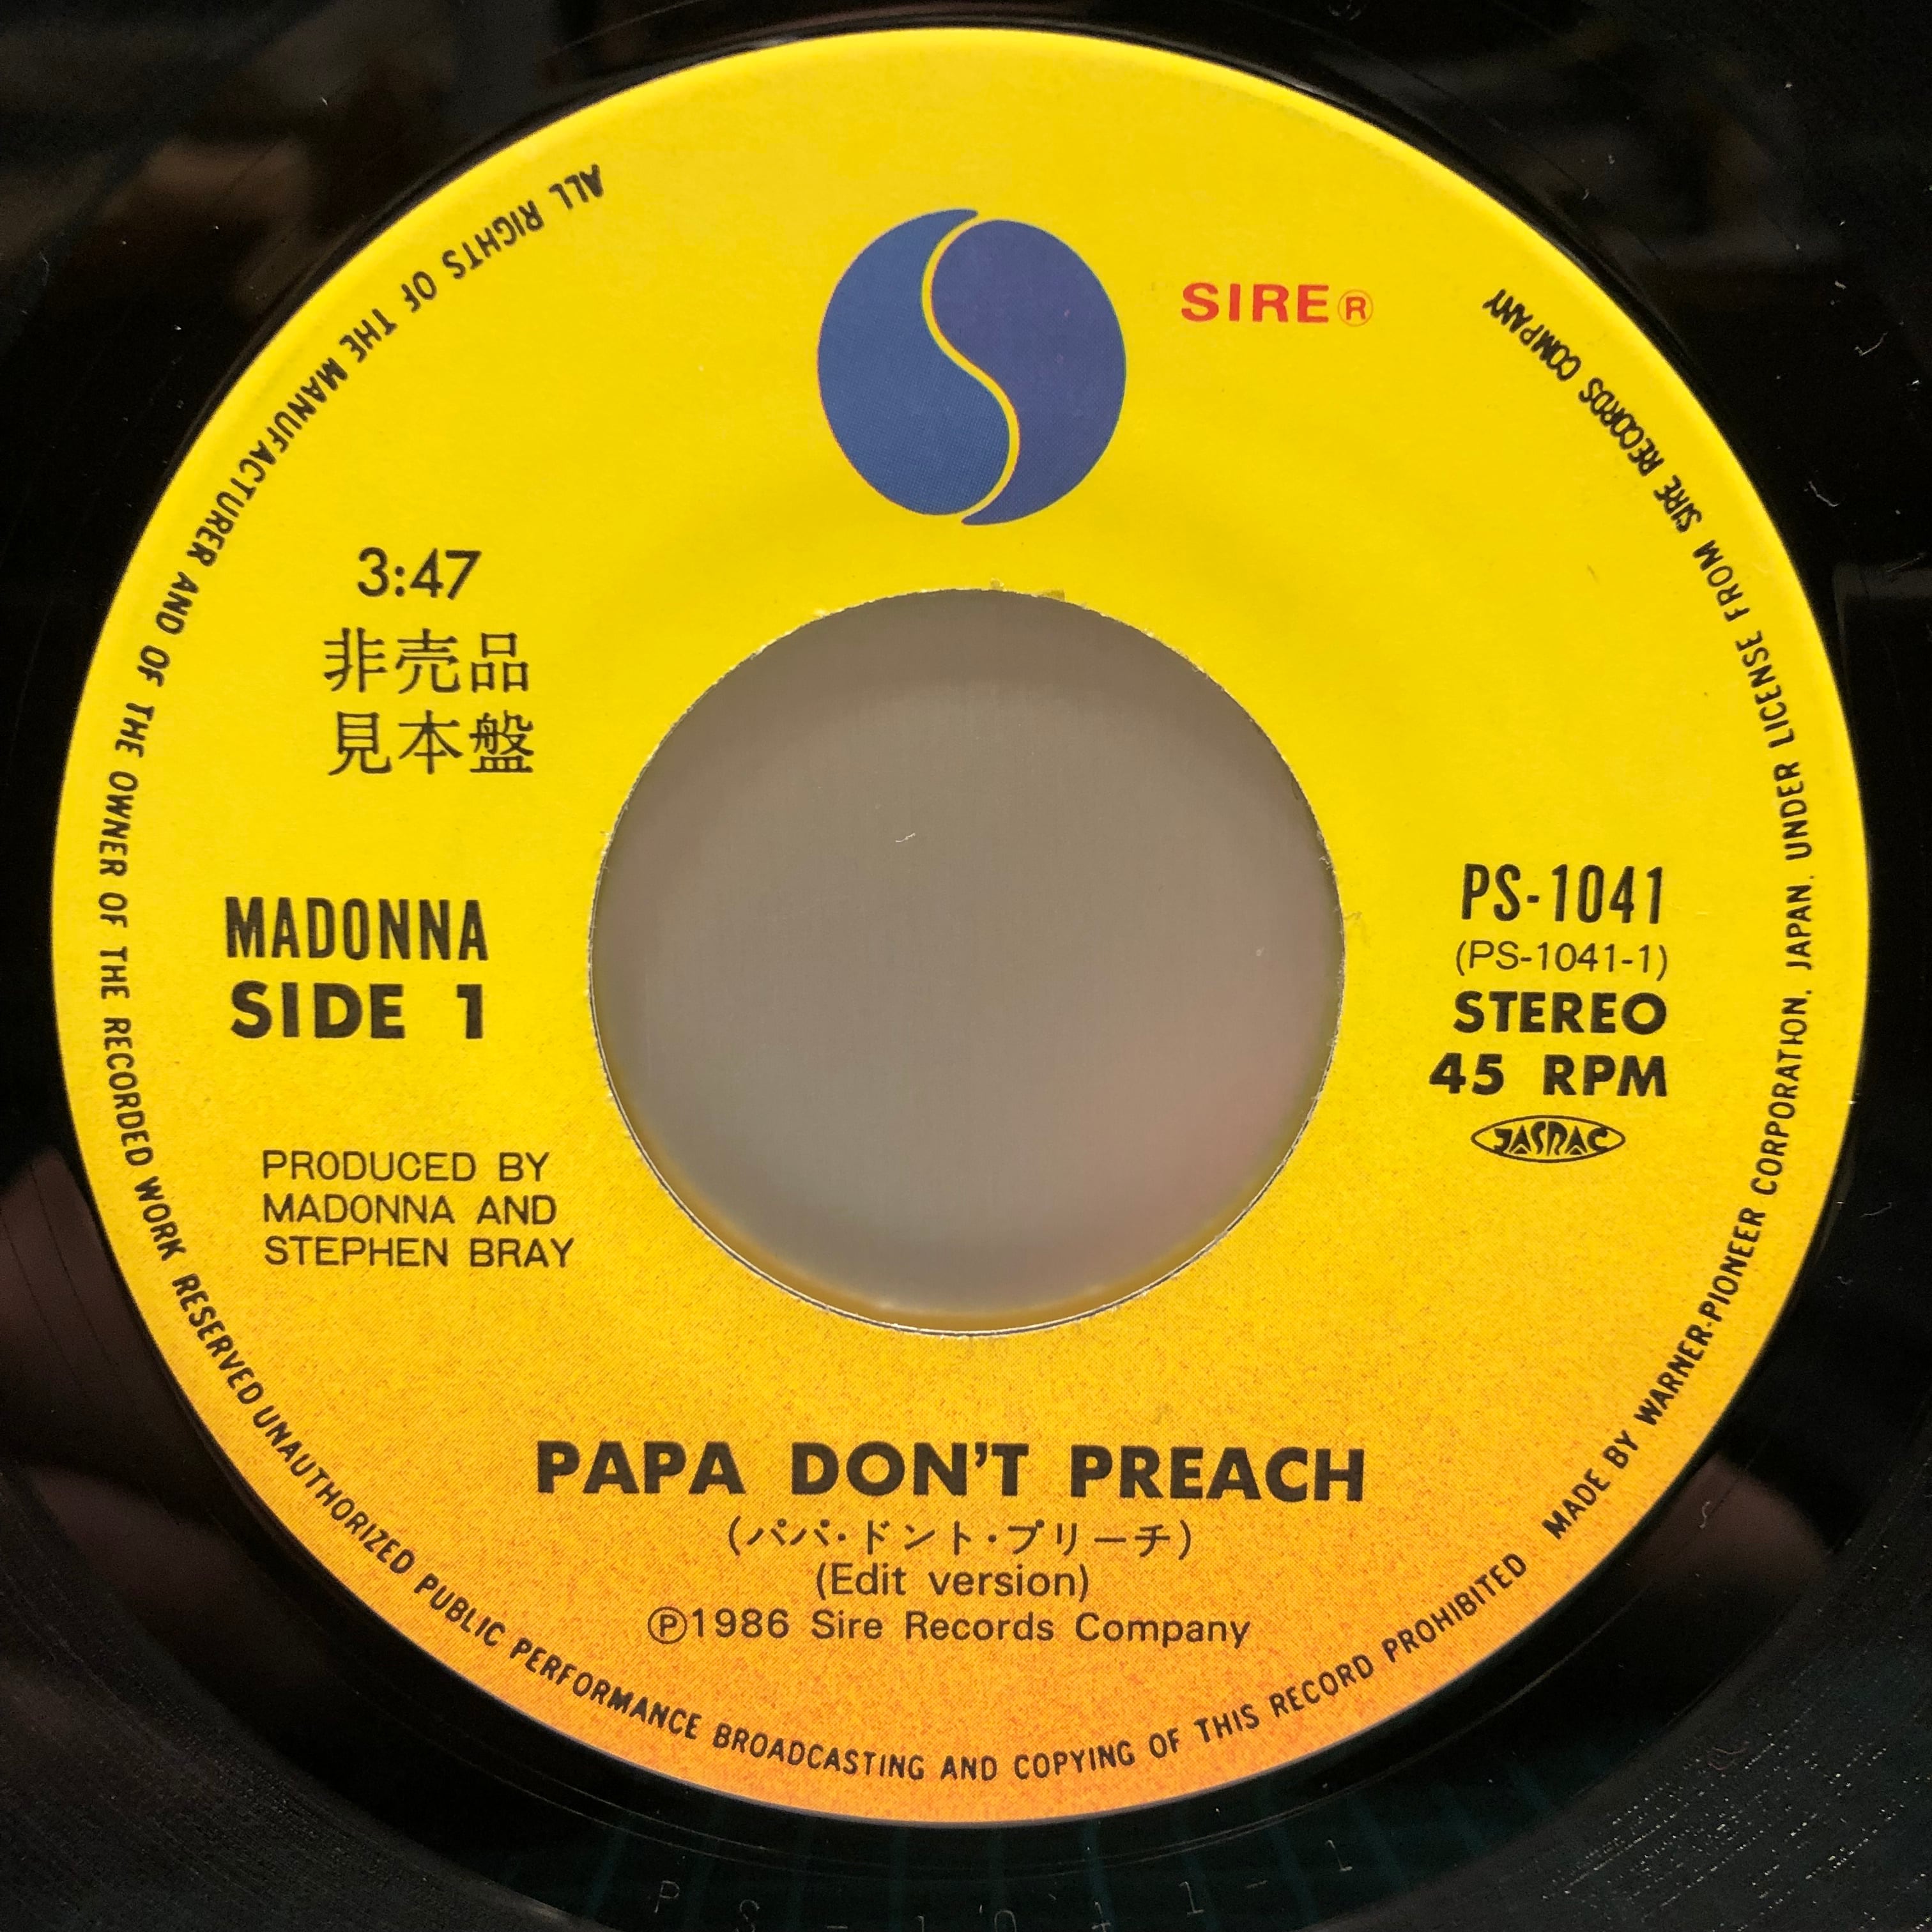 SIRE®
3:47
非売品
見本盤
MADONNA
SIDE 1
PRODUCED BY
MADONNA AND
STEPHEN BRAY
PS-1041
(PS-1041-1)
STEREO
45 RPM
JASRAC
PAPA DON'T PREACH
(パパ・ドント・プリーチ)
(Edit version)
Ⓟ1986 Sire Records Company
ALL RIGHTS OF THE MANUFACTURER AND OF THE OWNER OF THE RECORDED WORK RESERVED UNAUTHORIZED PUBLIC PERFORMANCE BROADCASTING AND COPYING OF THIS RECORD PROHIBITED MADE BY WARNER-PIONEER CORPORATION, JAPAN. UNDER LICENSE FROM SIRE RECORDS COMPANY
PS-1041-1